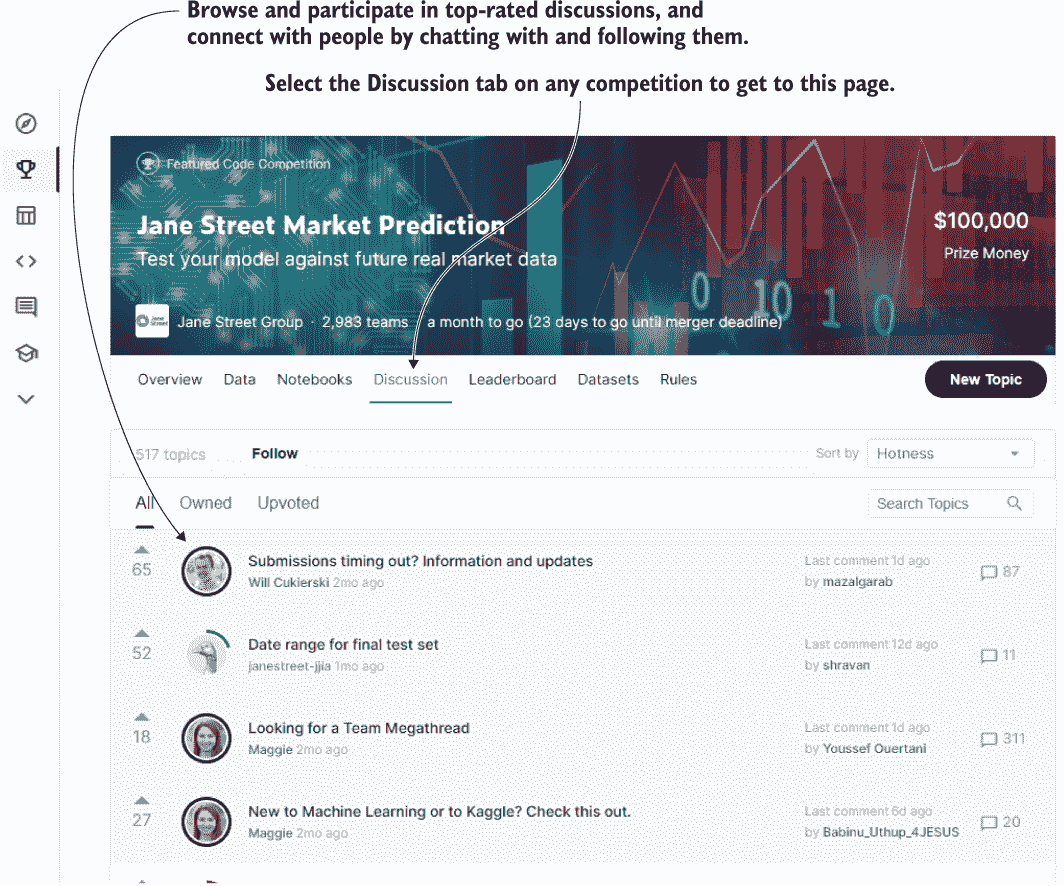 Browse and participate in top-rated discussions, and
connect with people by chatting with and following them.
Select the Discussion tab on any competition to get to this page.
Featured Code Competition
Jane Street Market Prediction
Test your model against future real market data
$100,000
Prize Money
Jane Street
Jane Street Group · 2,983 teams · a month to go (23 days to go until merger deadline)
0 10 1 0
Overview Data Notebooks Discussion Leaderboard Datasets Rules New Topic
517 topics Follow Sort by Hotness
All Owned Upvoted Search Topics
65 Submissions timing out? Information and updates Last comment 1d ago
Will Cukierski 2mo ago by mazalgarab 87
52 Date range for final test set Last comment 12d ago
janestreet-jjia 1mo ago by shravan 11
18 Looking for a Team Megathread Last comment 1d ago
Maggie 2mo ago by Youssef Ouertani 311
27 New to Machine Learning or to Kaggle? Check this out. Last comment 6d ago
Maggie 2mo ago by Babinu_Uthup_4JESUS 20